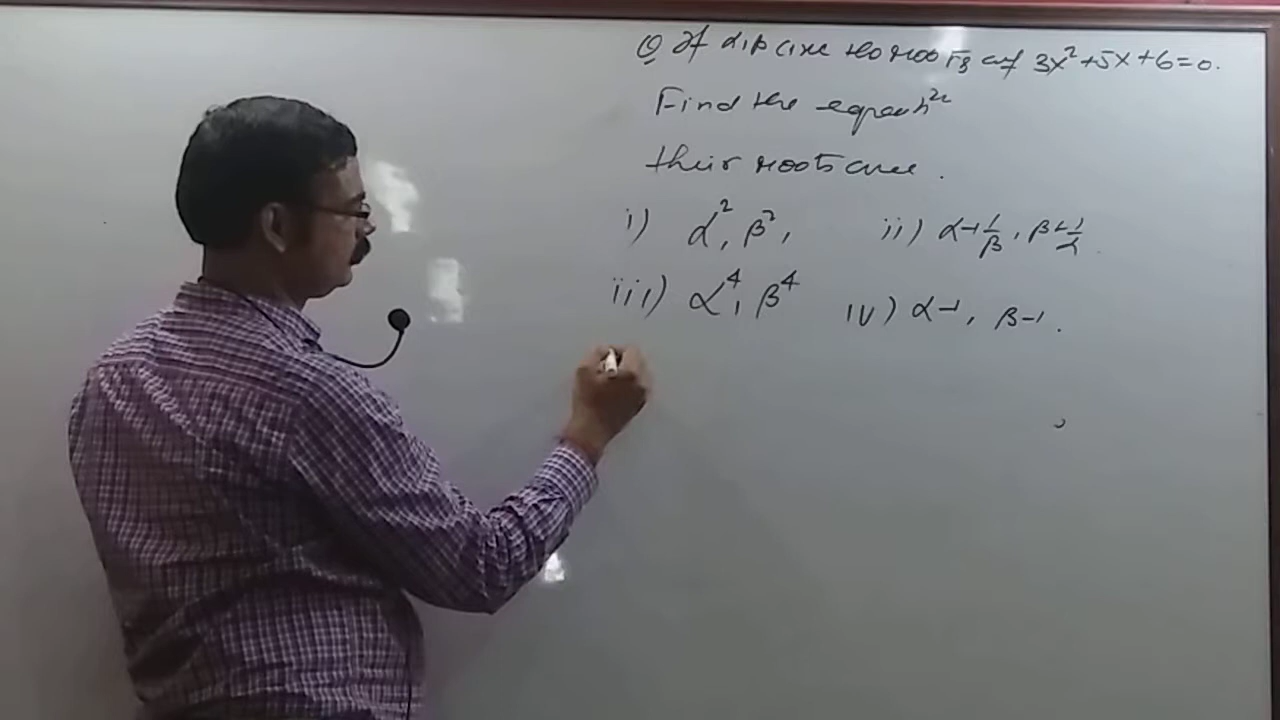 Q If α, β are the roots of 3x²+5x+6=0.
Find the equatn
their roots are .
i) α², β², ii) α+1/β, β+1/α
iii) α⁴, β⁴ iv) α-1, β-1.